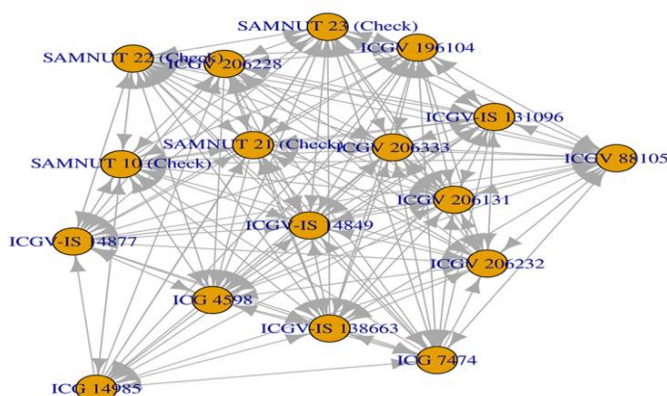 SAMNUT 23 (Check)
ICGV 196104
SAMNUT 22 (Check)
ICGV 206228
ICGV-IS 131096
SAMNUT 21 (Check)
ICGV 206333
ICGV 88105
SAMNUT 10 (Check)
ICGV 206131
ICGV-IS 14849
ICGV-IS 14877
ICGV 206232
ICG 4598
ICGV-IS 138663
ICG 7474
ICG 14985